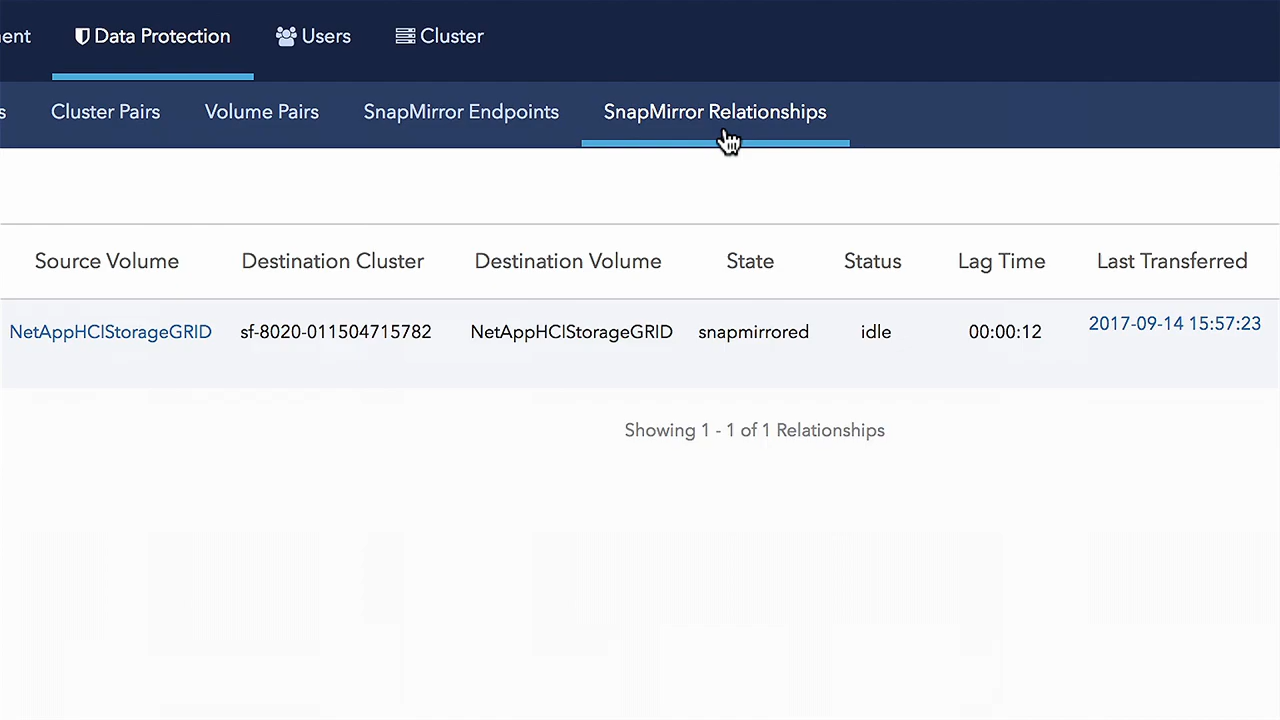 ent Data Protection Users Cluster
s Cluster Pairs Volume Pairs SnapMirror Endpoints SnapMirror Relationships
Source Volume Destination Cluster Destination Volume State Status Lag Time Last Transferred
NetAppHCIStorageGRID sf-8020-011504715782 NetAppHCIStorageGRID snapmirrored idle 00:00:12 2017-09-14 15:57:23
Showing 1 - 1 of 1 Relationships